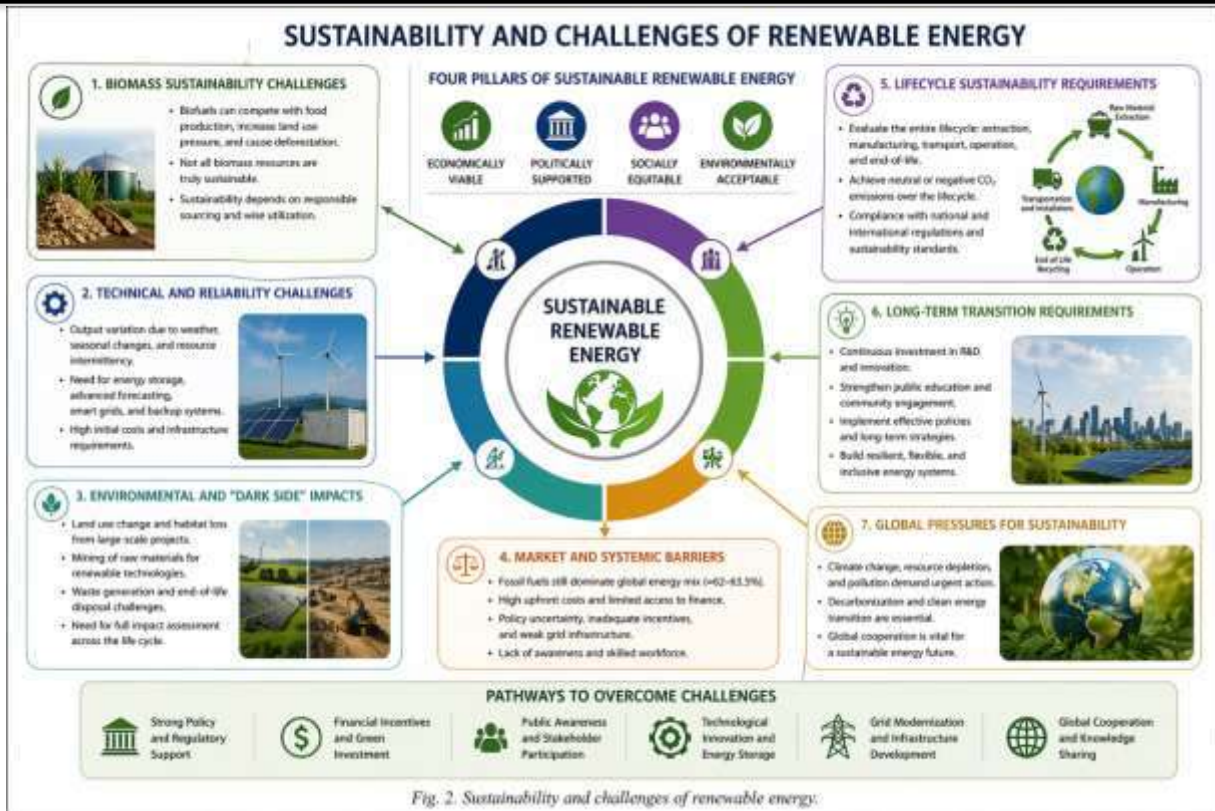 SUSTAINABILITY AND CHALLENGES OF RENEWABLE ENERGY
1. BIOMASS SUSTAINABILITY CHALLENGES
• Biofuels can compete with food
production, increase land use
pressure, and cause deforestation.
• Not all biomass resources are
truly sustainable.
• Sustainability depends on responsible
sourcing and wise utilization.
2. TECHNICAL AND RELIABILITY CHALLENGES
• Output variation due to weather,
seasonal changes, and resource
intermittency.
• Need for energy storage,
advanced forecasting,
smart grids, and backup systems.
• High initial costs and infrastructure
requirements.
3. ENVIRONMENTAL AND "DARK SIDE" IMPACTS
• Land use change and habitat loss
from large scale projects.
• Mining of raw materials for
renewable technologies.
• Waste generation and end-of-life
disposal challenges.
• Need for full impact assessment
across the life cycle.
FOUR PILLARS OF SUSTAINABLE RENEWABLE ENERGY
ECONOMICALLY
VIABLE
POLITICALLY
SUPPORTED
SOCIALLY
EQUITABLE
ENVIRONMENTALLY
ACCEPTABLE
SUSTAINABLE
RENEWABLE
ENERGY
4. MARKET AND SYSTEMIC BARRIERS
• Fossil fuels still dominate global energy mix (≈62–63.5%).
• High upfront costs and limited access to finance.
• Policy uncertainty, inadequate incentives,
and weak grid infrastructure.
• Lack of awareness and skilled workforce.
5. LIFECYCLE SUSTAINABILITY REQUIREMENTS
• Evaluate the entire lifecycle: extraction,
manufacturing, transport, operation,
and end-of-life.
• Achieve neutral or negative CO₂
emissions over the lifecycle.
• Compliance with national and
international regulations and
sustainability standards.
Raw Material
Extraction
Manufacturing
Operation
End of Life
Recycling
Transportation
and Installation
6. LONG-TERM TRANSITION REQUIREMENTS
• Continuous investment in R&D
and innovation.
• Strengthen public education and
community engagement.
• Implement effective policies
and long-term strategies.
• Build resilient, flexible, and
inclusive energy systems.
7. GLOBAL PRESSURES FOR SUSTAINABILITY
• Climate change, resource depletion,
and pollution demand urgent action.
• Decarbonization and clean energy
transition are essential.
• Global cooperation is vital for
a sustainable energy future.
PATHWAYS TO OVERCOME CHALLENGES
Strong Policy
and Regulatory
Support
Financial Incentives
and Green
Investment
Public Awareness
and Stakeholder
Participation
Technological
Innovation and
Energy Storage
Grid Modernization
and Infrastructure
Development
Global Cooperation
and Knowledge
Sharing
Fig. 2. Sustainability and challenges of renewable energy.